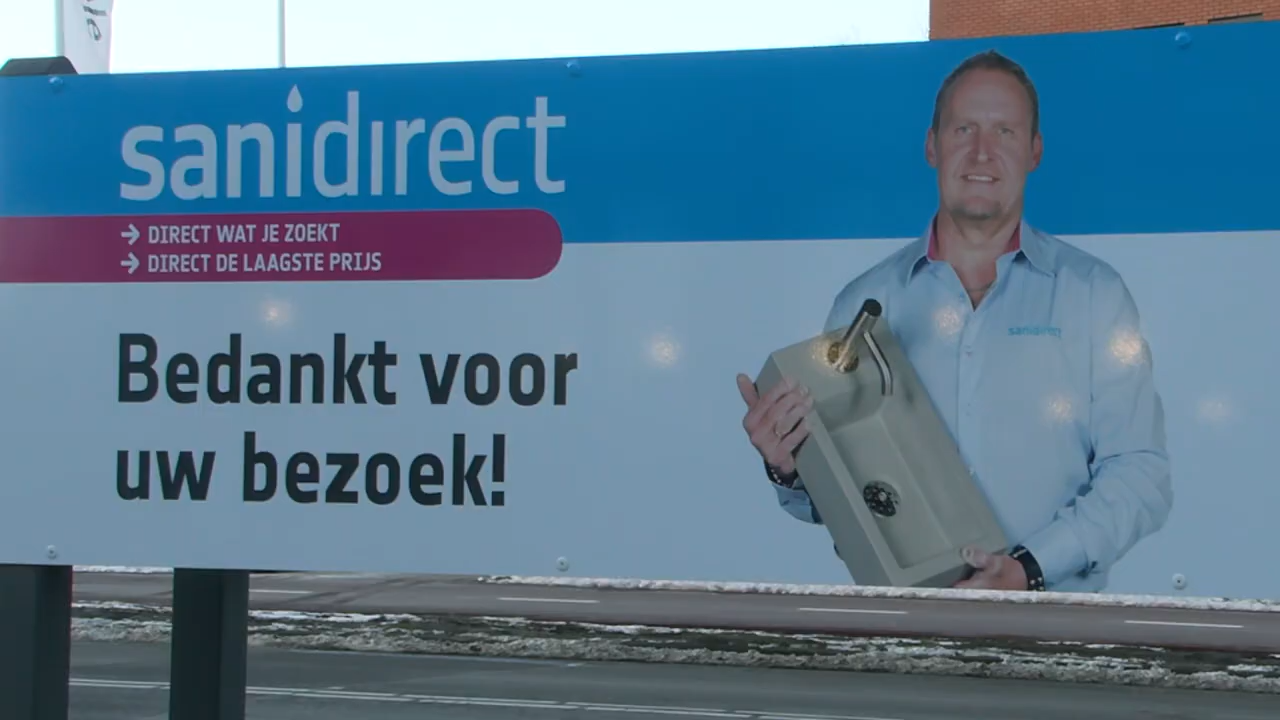 sanidirect
→ DIRECT WAT JE ZOEKT
→ DIRECT DE LAAGSTE PRIJS
Bedankt voor
uw bezoek!
sanidirect